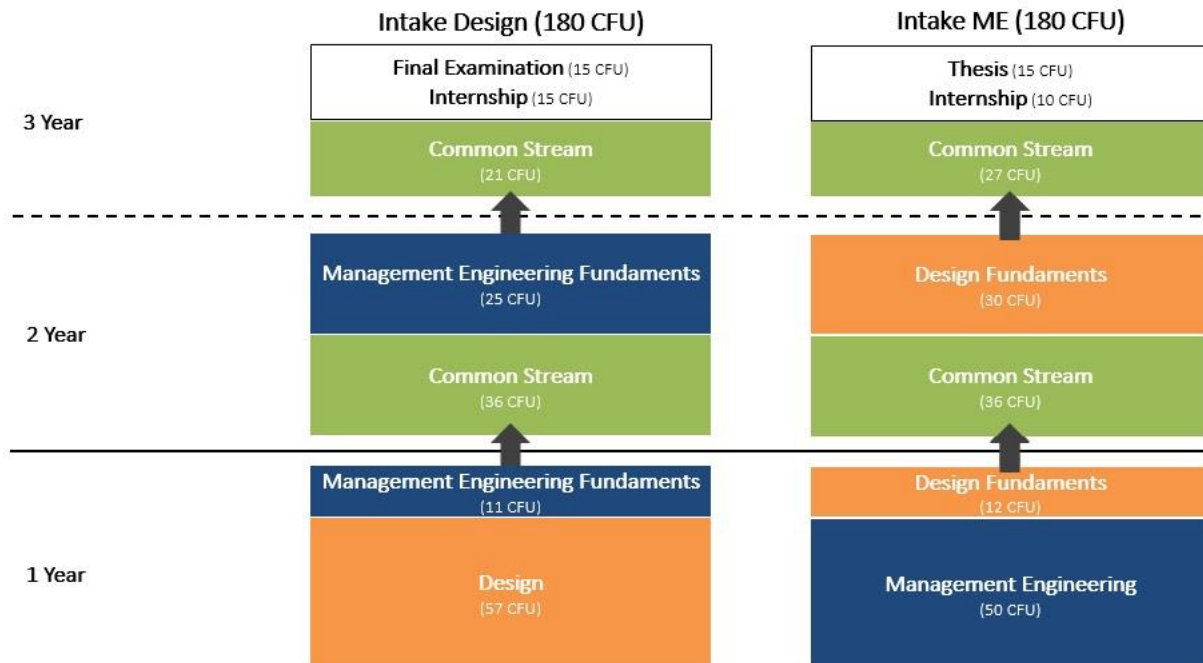 Intake Design (180 CFU)
Intake ME (180 CFU)
3 Year
Final Examination (15 CFU)
Internship (15 CFU)
Thesis (15 CFU)
Internship (10 CFU)
Common Stream
(21 CFU)
Common Stream
(27 CFU)
2 Year
Management Engineering Fundaments
(25 CFU)
Design Fundaments
(30 CFU)
Common Stream
(36 CFU)
Common Stream
(36 CFU)
1 Year
Management Engineering Fundaments
(11 CFU)
Design Fundaments
(12 CFU)
Design
(57 CFU)
Management Engineering
(50 CFU)